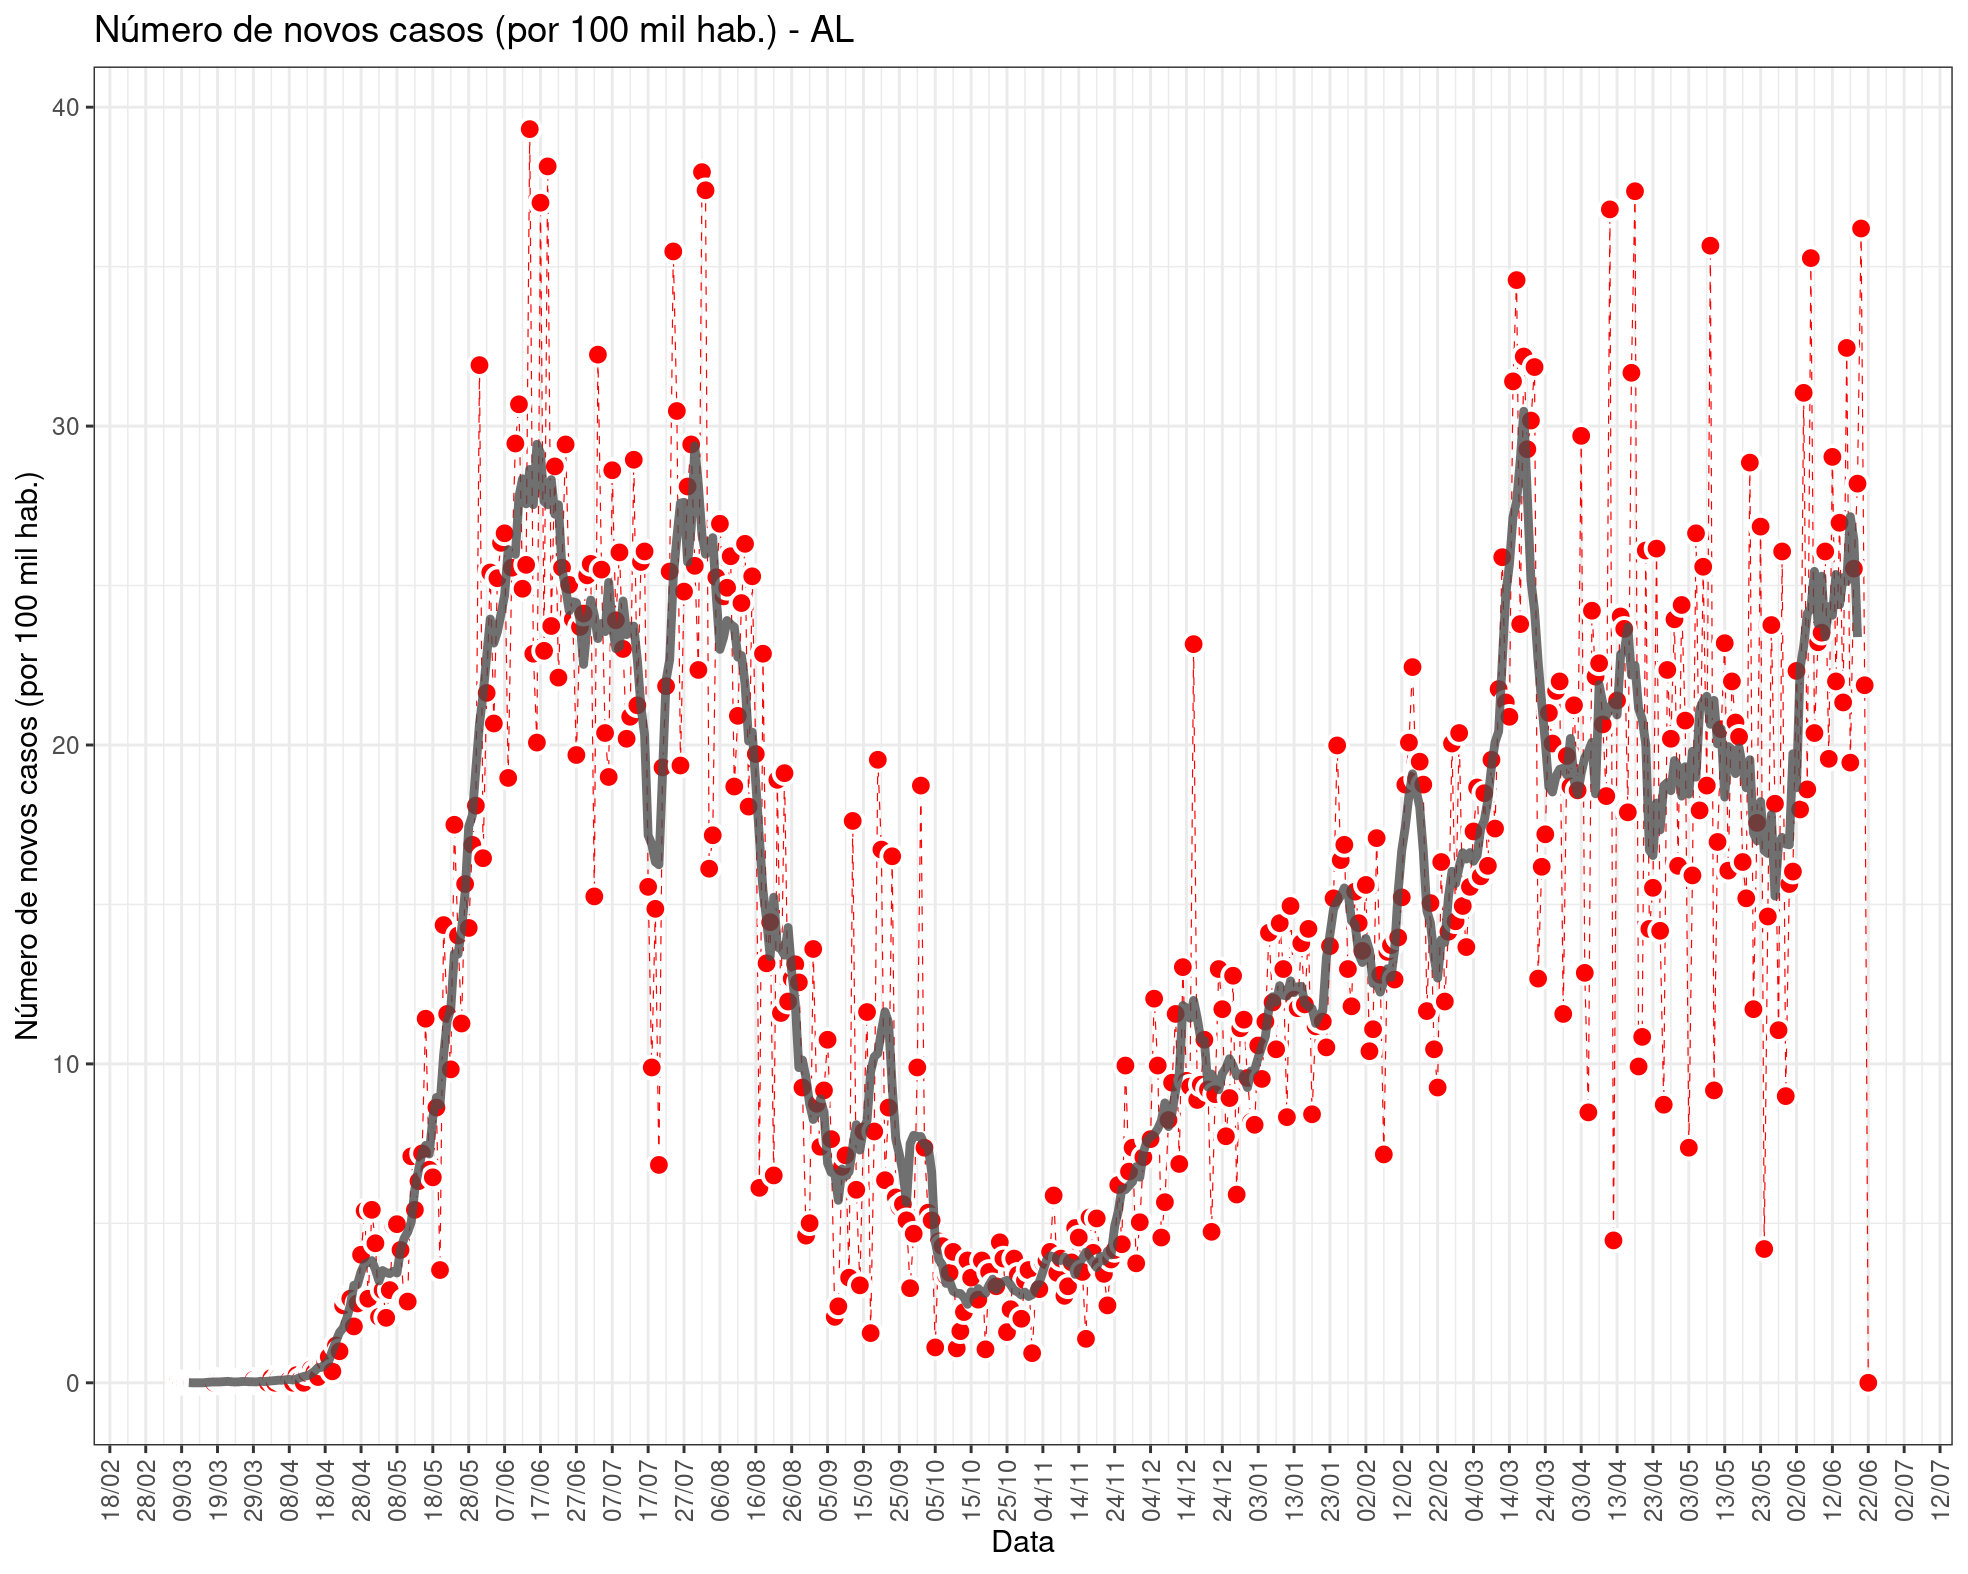 Número de novos casos (por 100 mil hab.) - AL
Número de novos casos (por 100 mil hab.)
40
30
20
10
0
18/02 28/02 09/03 19/03 29/03 08/04 18/04 28/04 08/05 18/05 28/05 07/06 17/06 27/06 07/07 17/07 27/07 06/08 16/08 26/08 05/09 15/09 25/09 05/10 15/10 25/10 04/11 14/11 24/11 04/12 14/12 24/12 03/01 13/01 23/01 02/02 12/02 22/02 04/03 14/03 24/03 03/04 13/04 23/04 03/05 13/05 23/05 02/06 12/06 22/06 02/07 12/07
Data